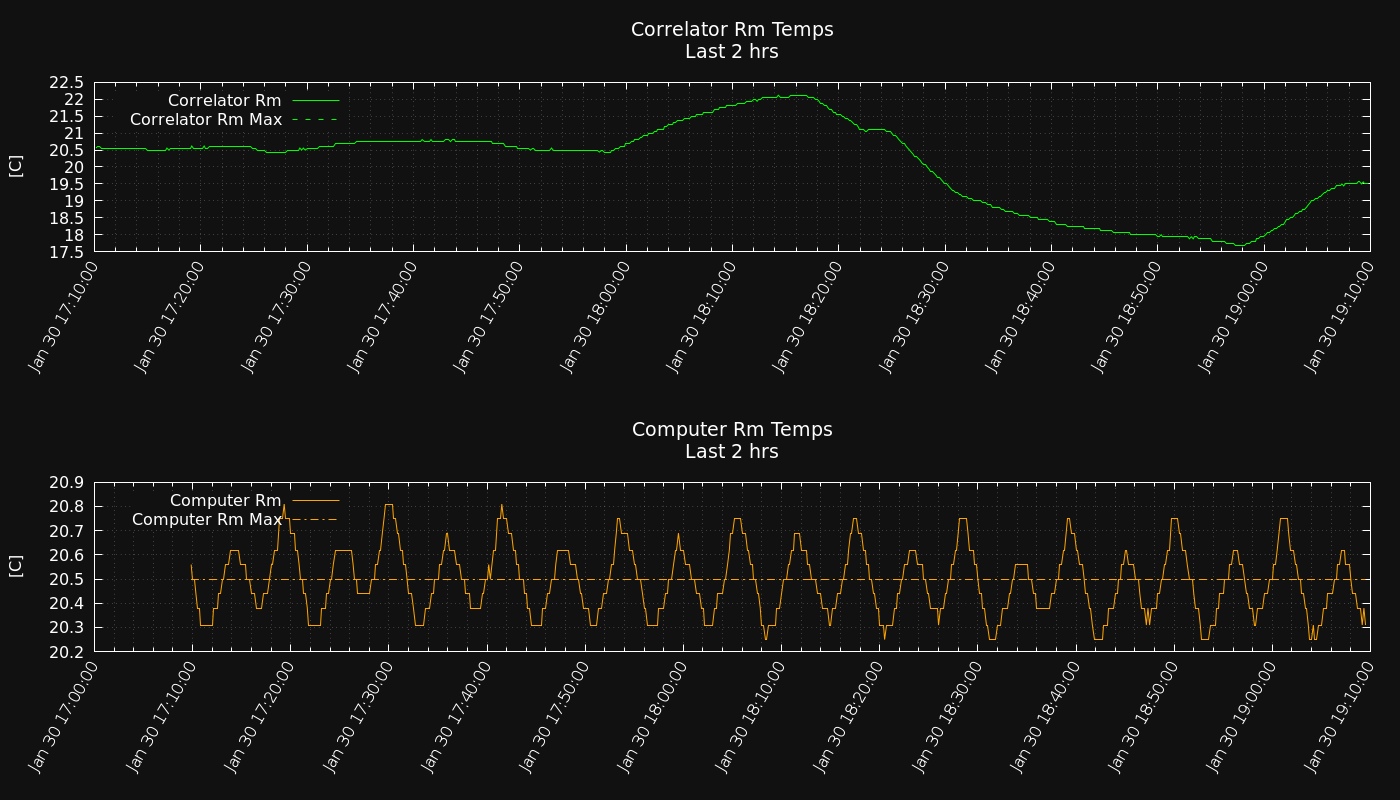 Correlator Rm Temps
Last 2 hrs
22.5
22
21.5
21
20.5
20
19.5
19
18.5
18
17.5
[C]
Correlator Rm
Correlator Rm Max
Jan 30 17:10:00
Jan 30 17:20:00
Jan 30 17:30:00
Jan 30 17:40:00
Jan 30 17:50:00
Jan 30 18:00:00
Jan 30 18:10:00
Jan 30 18:20:00
Jan 30 18:30:00
Jan 30 18:40:00
Jan 30 18:50:00
Jan 30 19:00:00
Jan 30 19:10:00
Computer Rm Temps
Last 2 hrs
20.9
20.8
20.7
20.6
20.5
20.4
20.3
20.2
[C]
Computer Rm
Computer Rm Max
Jan 30 17:00:00
Jan 30 17:10:00
Jan 30 17:20:00
Jan 30 17:30:00
Jan 30 17:40:00
Jan 30 17:50:00
Jan 30 18:00:00
Jan 30 18:10:00
Jan 30 18:20:00
Jan 30 18:30:00
Jan 30 18:40:00
Jan 30 18:50:00
Jan 30 19:00:00
Jan 30 19:10:00